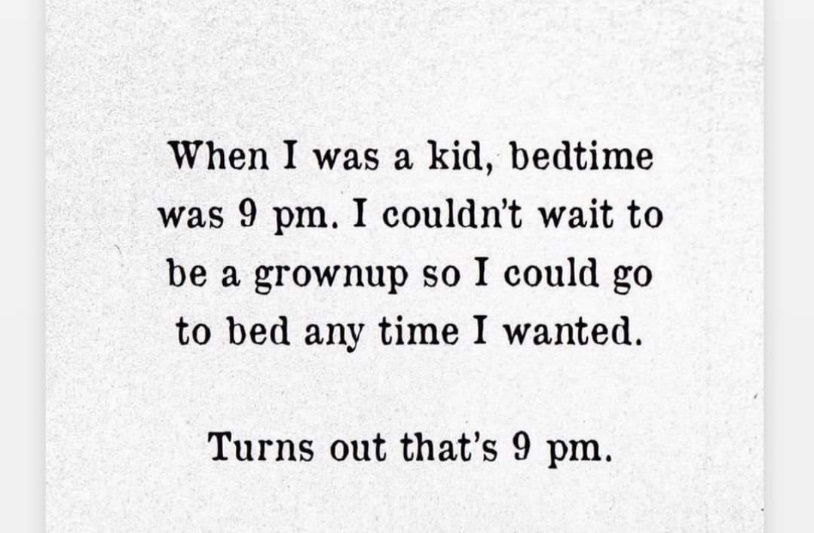 When I was a kid, bedtime
was 9 pm. I couldn't wait to
be a grownup so I could go
to bed any time I wanted.
Turns out that's 9 pm.